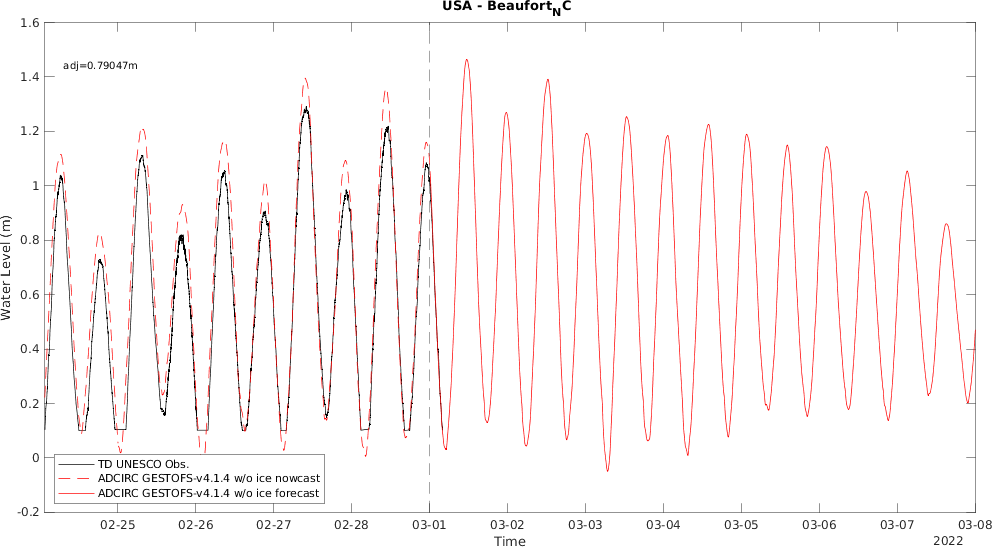 USA - Beaufort_NC
1.6
1.4
1.2
1
0.8
0.6
0.4
0.2
0
-0.2
Water Level (m)
adj=0.79047m
TD UNESCO Obs.
ADCIRC GESTOFS-v4.1.4 w/o ice nowcast
ADCIRC GESTOFS-v4.1.4 w/o ice forecast
02-25 02-26 02-27 02-28 03-01 03-02 03-03 03-04 03-05 03-06 03-07 03-08
Time
2022